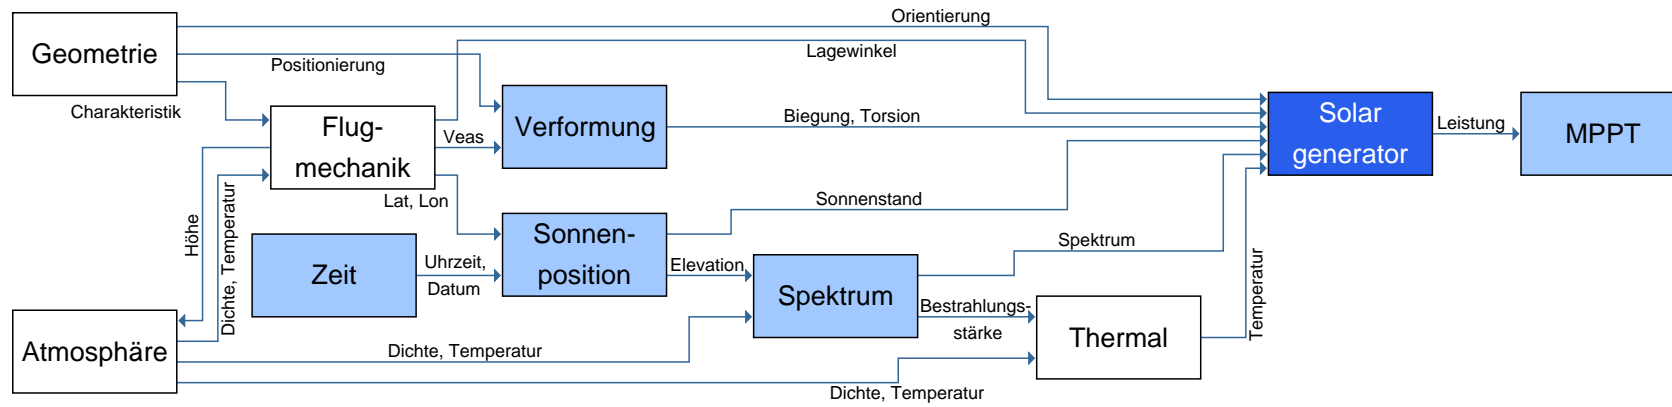 Orientierung
Geometrie
Lagewinkel
Positionierung
Charakteristik
Flug-
mechanik
Veas
Verformung
Biegung, Torsion
Solar
generator
Leistung
MPPT
Lat, Lon
Höhe
Dichte, Temperatur
Sonnenstand
Sonnen-
position
Zeit
Uhrzeit,
Datum
Elevation
Spektrum
Spektrum
Bestrahlungs-
stärke
Temperatur
Thermal
Atmosphäre
Dichte, Temperatur
Dichte, Temperatur